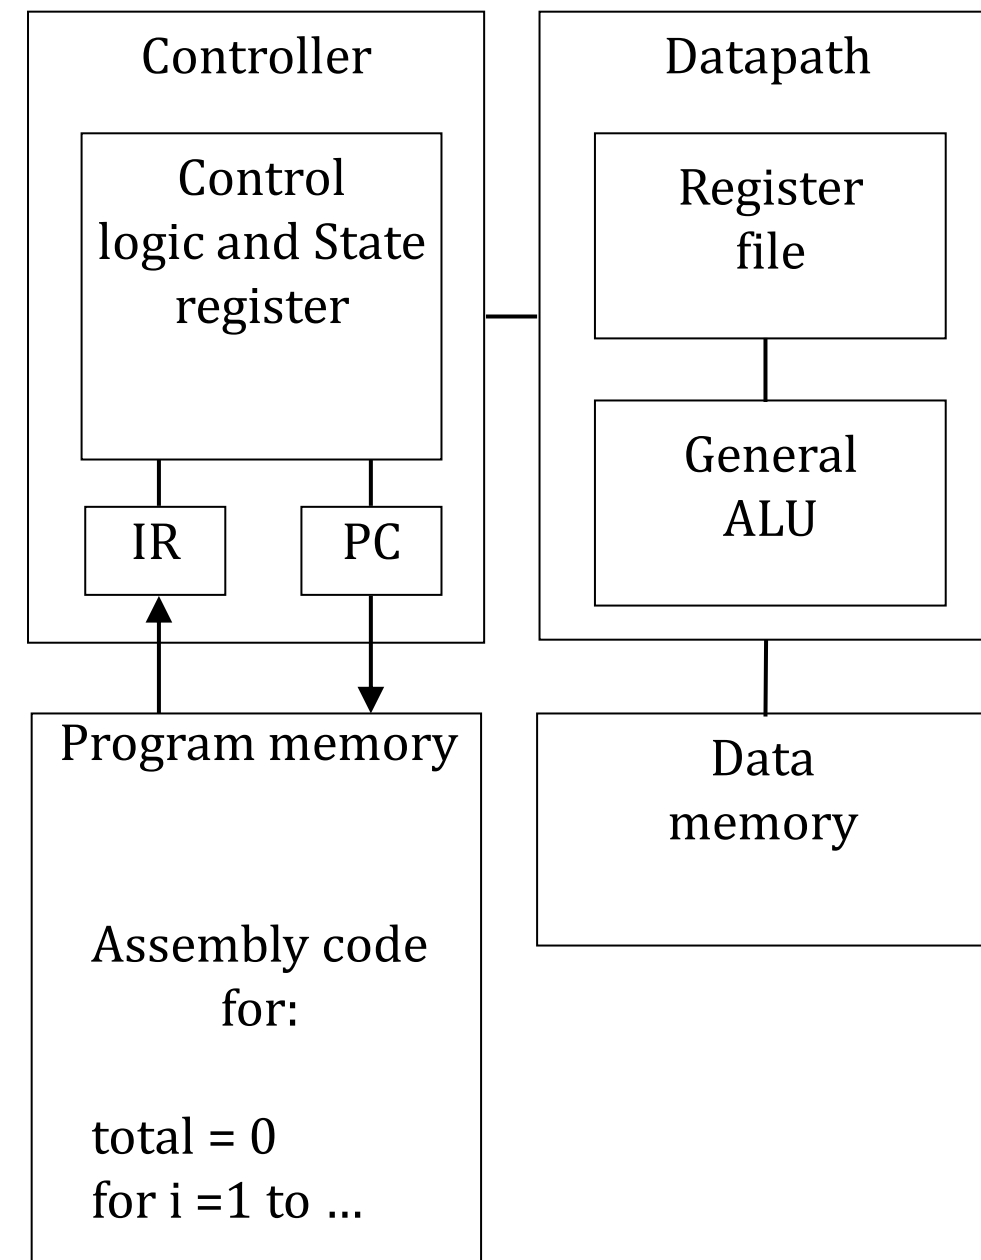 Controller
Control
logic and State
register
IR
PC
Program memory
Assembly code
for:
total = 0
for i =1 to …
Datapath
Register
file
General
ALU
Data
memory